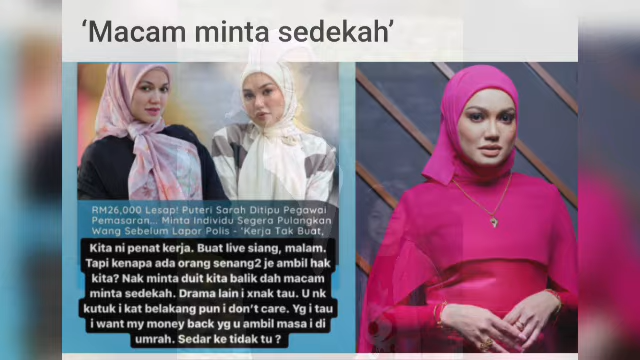 ‘Macam minta sedekah’
RM26,000 Lesap! Puteri Sarah Ditipu Pegawai
Pemasaran... Minta Individu Segera Pulangkan
Wang Sebelum Lapor Polis - 'Kerja Tak Buat,
Kita ni penat kerja. Buat live siang, malam.
Tapi kenapa ada orang senang2 je ambil hak
kita? Nak minta duit kita balik dah macam
minta sedekah. Drama lain i xnak tau. U nk
kutuk i kat belakang pun i don't care. Yg i tau
i want my money back yg u ambil masa i di
umrah. Sedar ke tidak tu ?